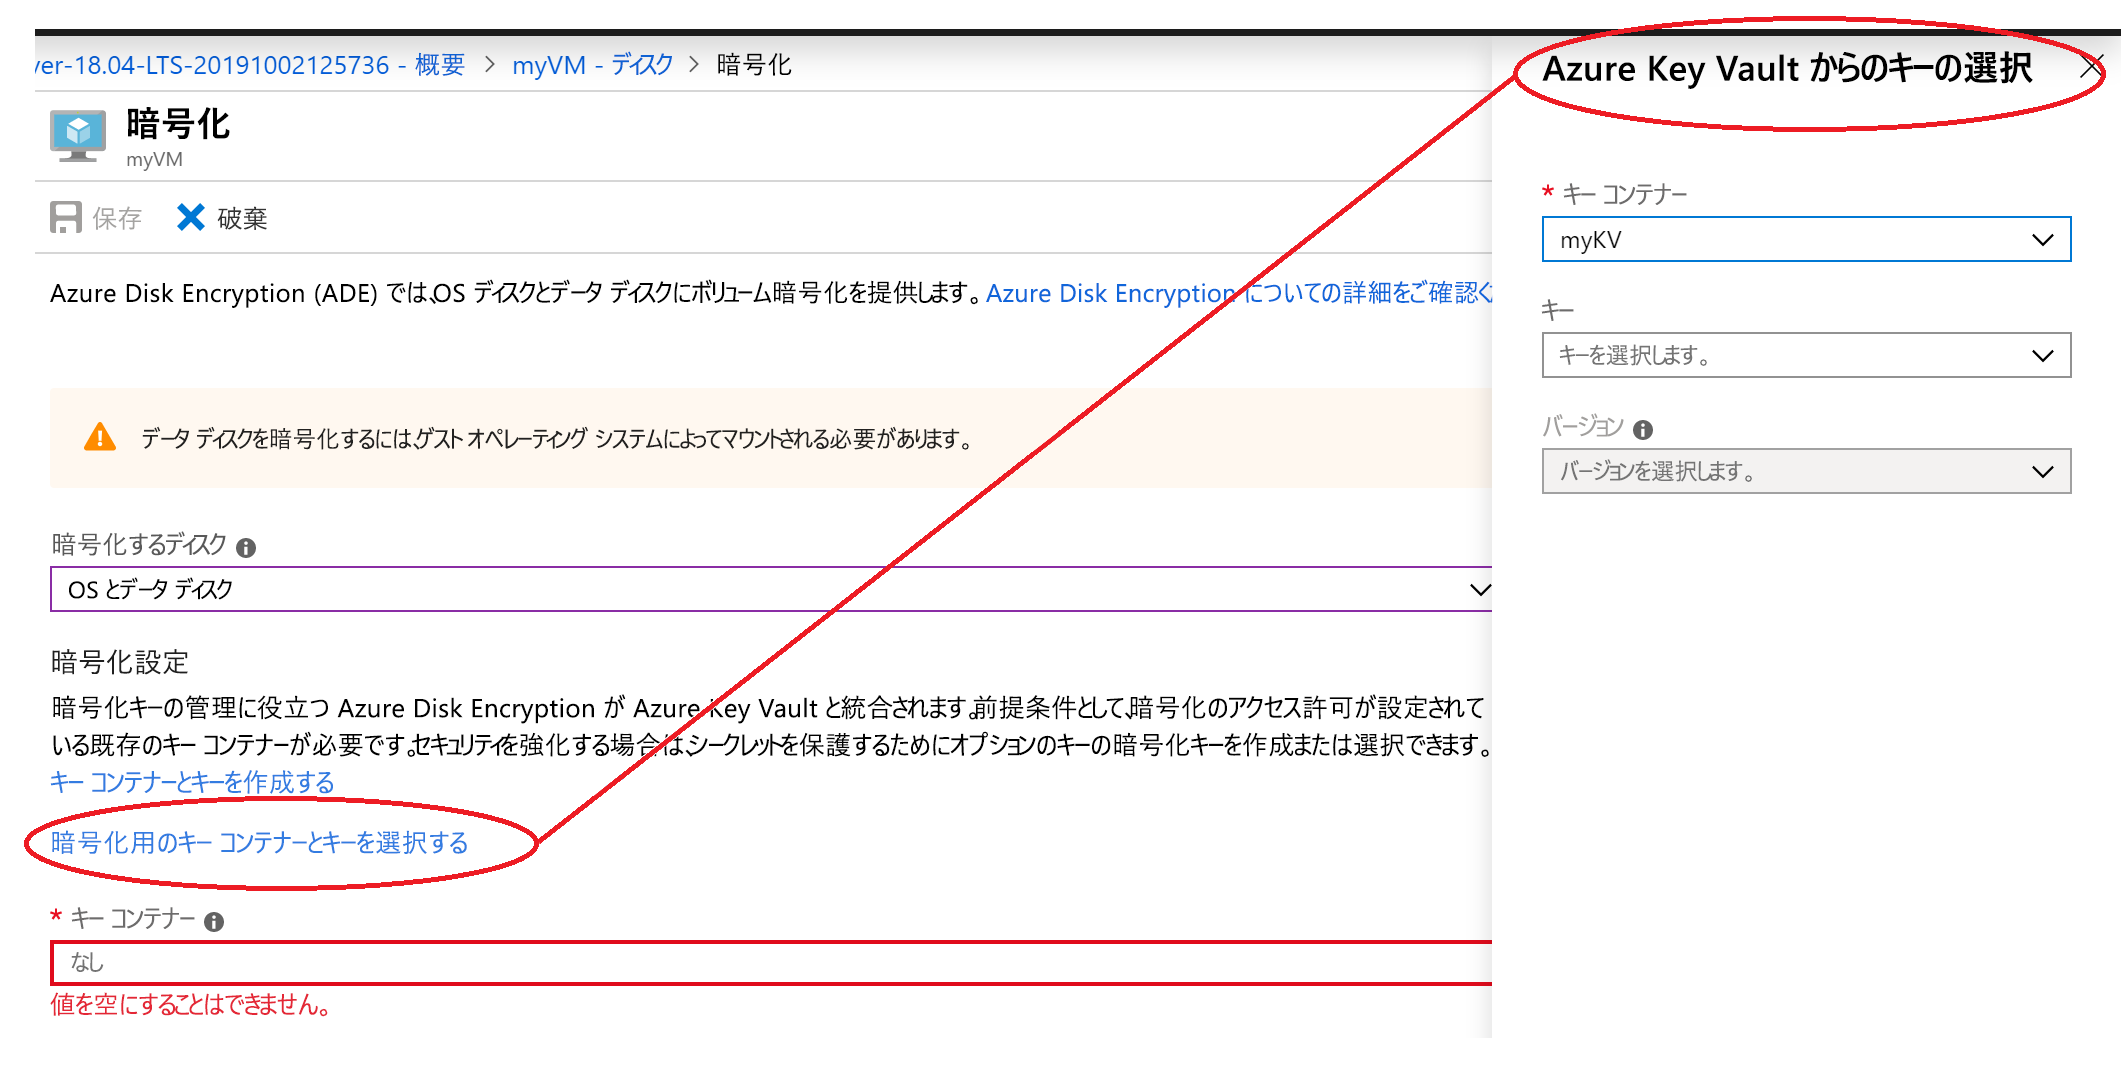 ver-18.04-LTS-20191002125736 - 概要 > myVM - ディスク > 暗号化
暗号化
myVM
保存 破棄
Azure Disk Encryption (ADE) では、OS ディスクとデータ ディスクにボリューム暗号化を提供します。Azure Disk Encryption についての詳細をご確認く
データ ディスクを暗号化するには、ゲスト オペレーティング システムによってマウントされる必要があります。
暗号化するディスク
OS とデータ ディスク
暗号化設定
暗号化キーの管理に役立つ Azure Disk Encryption が Azure Key Vault と統合されます。前提条件として、暗号化のアクセス許可が設定されて
いる既存のキー コンテナーが必要です。セキュリティを強化する場合は、シークレットを保護するためにオプションのキーの暗号化キーを作成または選択できます。
キー コンテナーとキーを作成する
暗号化用のキー コンテナーとキーを選択する
* キー コンテナー
なし
値を空にすることはできません。
Azure Key Vault からのキーの選択
* キー コンテナー
myKV
キー
キーを選択します。
バージョン
バージョンを選択します。